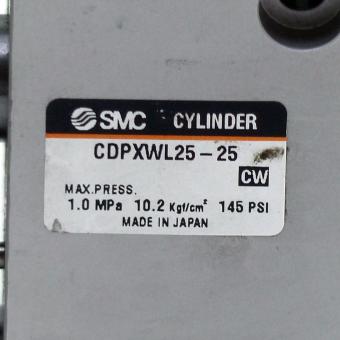 SMC CYLINDER
CDPXWL25-25
CW
MAX.PRESS.
1.0 MPa 10.2 Kgf/cm² 145 PSI
MADE IN JAPAN